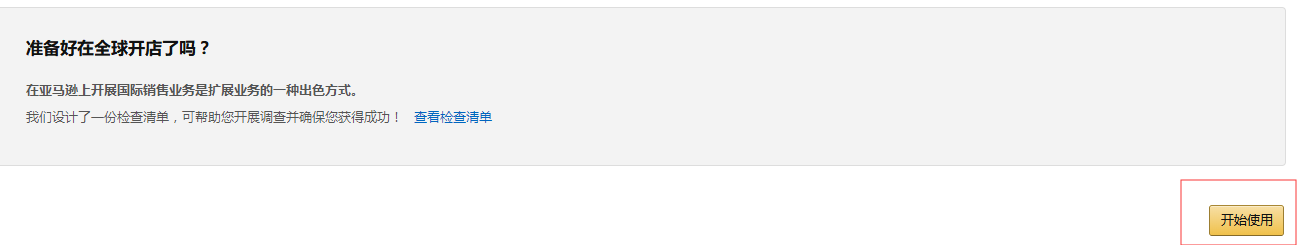 准备好在全球开店了吗？
在亚马逊上开展国际销售业务是扩展业务的一种出色方式。
我们设计了一份检查清单，可帮助您开展调查并确保您获得成功！ 查看检查清单
开始使用